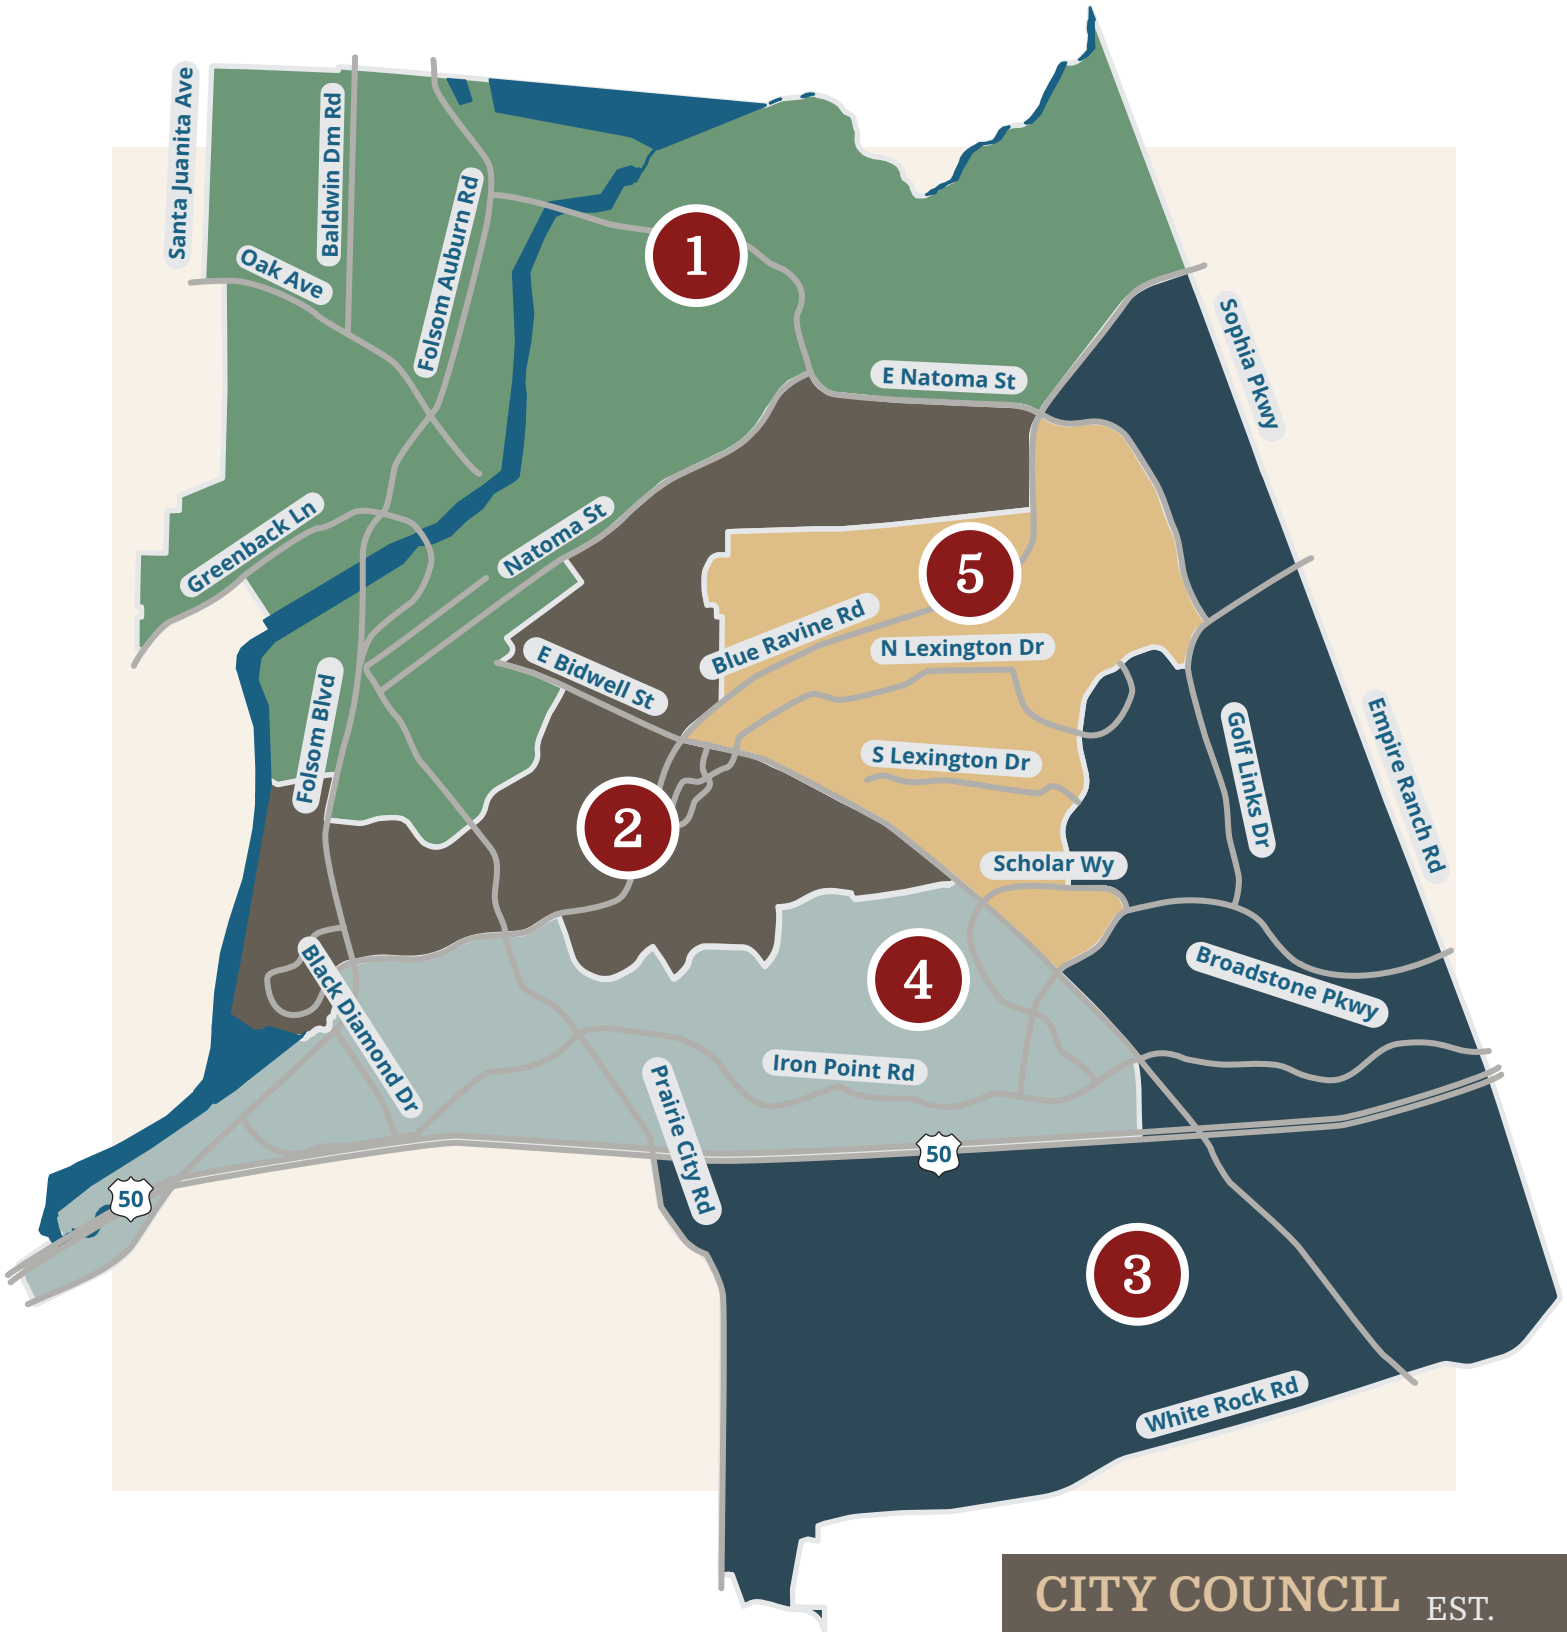 Santa Juanita Ave
Baldwin Dm Rd
Folsom Auburn Rd
Oak Ave
1
Sophia Pkwy
E Natoma St
Greenback Ln
Natoma St
5
Blue Ravine Rd
N Lexington Dr
E Bidwell St
Folsom Blvd
S Lexington Dr
Golf Links Dr
Empire Ranch Rd
2
Scholar Wy
4
Broadstone Pkwy
Black Diamond Dr
Iron Point Rd
Prairie City Rd
50
50
3
White Rock Rd
CITY COUNCIL EST.